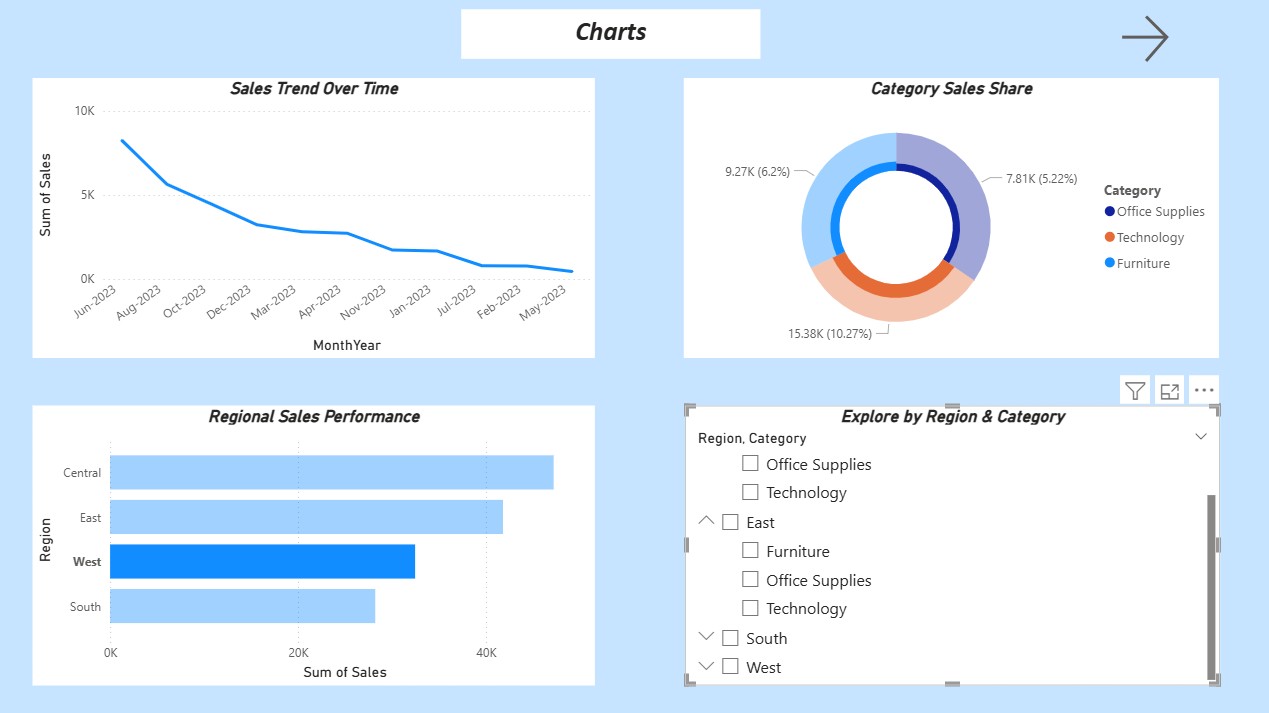 Charts
Sales Trend Over Time
10K
5K
0K
Sum of Sales
Jun-2023
Aug-2023
Oct-2023
Dec-2023
Mar-2023
Apr-2023
Nov-2023
Jan-2023
Jul-2023
Feb-2023
May-2023
MonthYear
Category Sales Share
9.27K (6.2%)
7.81K (5.22%)
15.38K (10.27%)
Category
Office Supplies
Technology
Furniture
Regional Sales Performance
Region
Central
East
West
South
0K
20K
40K
Sum of Sales
Explore by Region & Category
Region, Category
Office Supplies
Technology
East
Furniture
Office Supplies
Technology
South
West